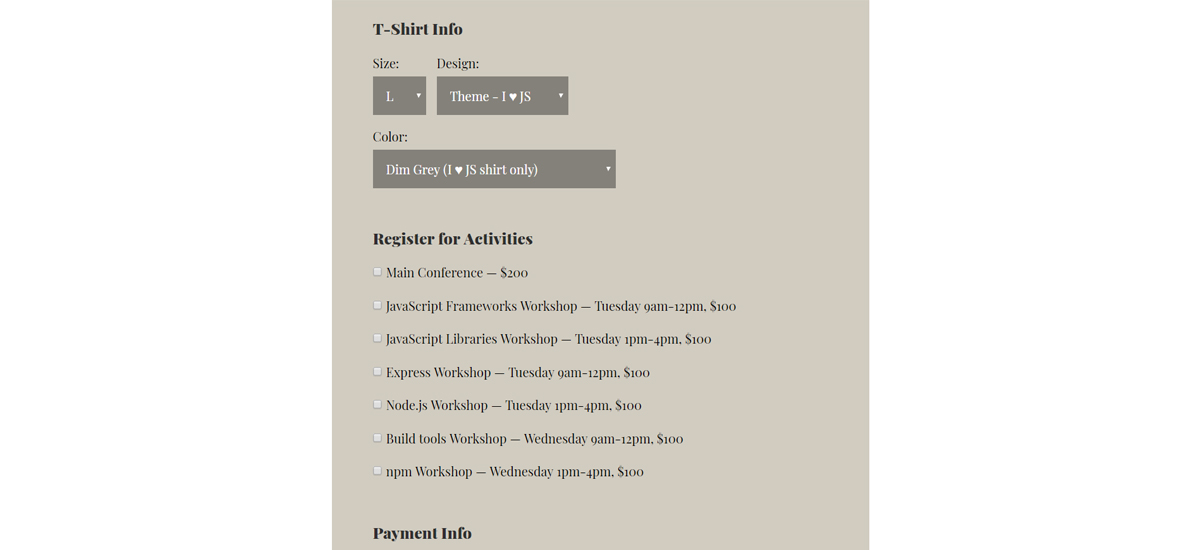 T-Shirt Info
Size: Design:
L Theme - I ♥ JS
Color:
Dim Grey (I ♥ JS shirt only)
Register for Activities
Main Conference — $200
JavaScript Frameworks Workshop — Tuesday 9am-12pm, $100
JavaScript Libraries Workshop — Tuesday 1pm-4pm, $100
Express Workshop — Tuesday 9am-12pm, $100
Node.js Workshop — Tuesday 1pm-4pm, $100
Build tools Workshop — Wednesday 9am-12pm, $100
npm Workshop — Wednesday 1pm-4pm, $100
Payment Info